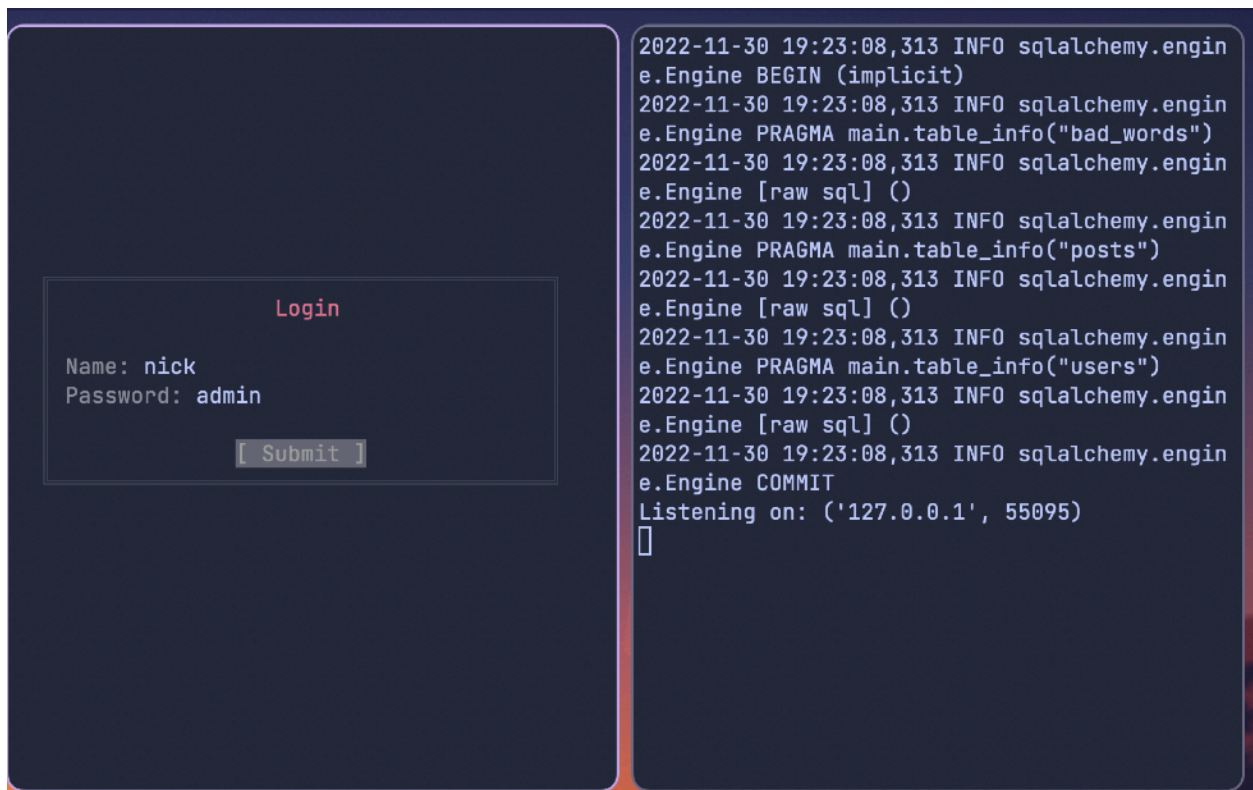 Login
Name: nick
Password: admin
[ Submit ]
2022-11-30 19:23:08,313 INFO sqlalchemy.engin
e.Engine BEGIN (implicit)
2022-11-30 19:23:08,313 INFO sqlalchemy.engin
e.Engine PRAGMA main.table_info("bad_words")
2022-11-30 19:23:08,313 INFO sqlalchemy.engin
e.Engine [raw sql] ()
2022-11-30 19:23:08,313 INFO sqlalchemy.engin
e.Engine PRAGMA main.table_info("posts")
2022-11-30 19:23:08,313 INFO sqlalchemy.engin
e.Engine [raw sql] ()
2022-11-30 19:23:08,313 INFO sqlalchemy.engin
e.Engine PRAGMA main.table_info("users")
2022-11-30 19:23:08,313 INFO sqlalchemy.engin
e.Engine [raw sql] ()
2022-11-30 19:23:08,313 INFO sqlalchemy.engin
e.Engine COMMIT
Listening on: ('127.0.0.1', 55095)